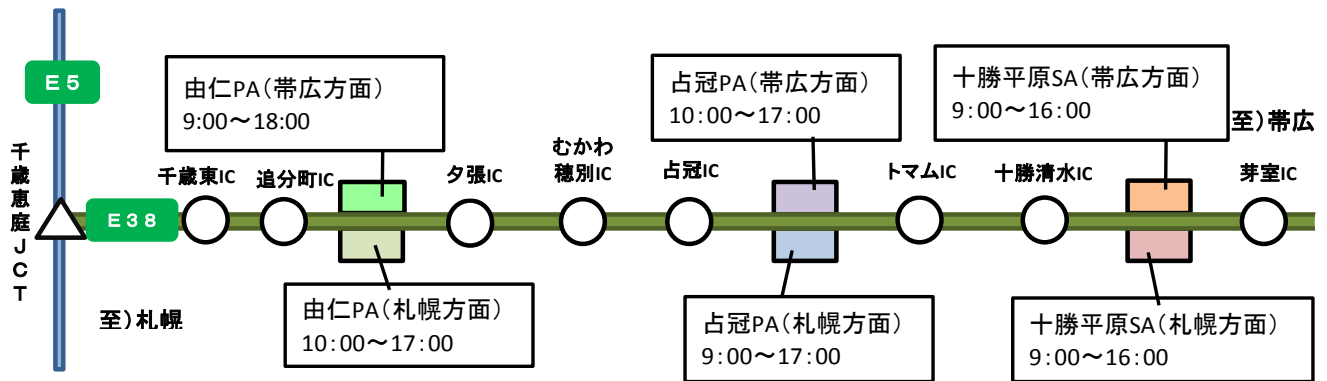 E5
由仁PA(帯広方面)
9:00～18:00
占冠PA(帯広方面)
10:00～17:00
十勝平原SA(帯広方面)
9:00～16:00
至)帯広
千歳恵庭JCT
E38
千歳東IC
追分町IC
夕張IC
むかわ
穂別IC
占冠IC
トマムIC
十勝清水IC
芽室IC
至)札幌
由仁PA(札幌方面)
10:00～17:00
占冠PA(札幌方面)
9:00～17:00
十勝平原SA(札幌方面)
9:00～16:00